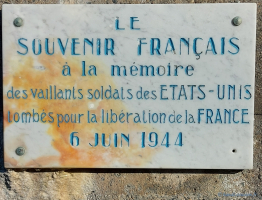 LE
SOUVENIR FRANÇAIS
à la mémoire
des vaillants soldats des ETATS-UNIS
tombés pour la libération de la FRANCE
6 JUIN 1944